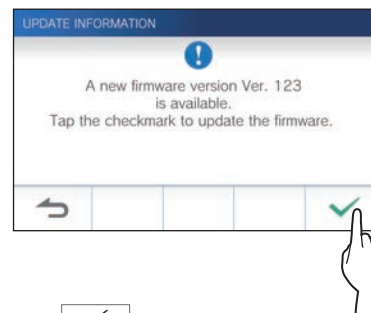 UPDATE INFORMATION
A new firmware version Ver. 123
is available.
Tap the checkmark to update the firmware.